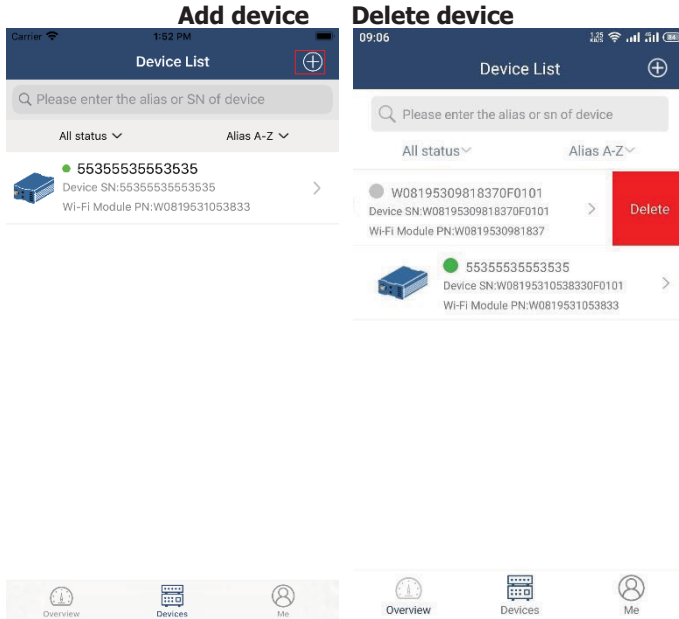 Add device
Delete device
Carrier
1:52 PM
Device List
Please enter the alias or SN of device
All status
Alias A-Z
55355535553535
Device SN:55355535553535
Wi-Fi Module PN:W0819531053833
Overview
Devices
Me
09:06
Device List
Please enter the alias or sn of device
All status
Alias A-Z
W08195309818370F0101
Device SN:W08195309818370F0101
Wi-Fi Module PN:W0819530981837
Delete
55355535553535
Device SN:W08195310538330F0101
Wi-Fi Module PN:W0819531053833
Overview
Devices
Me